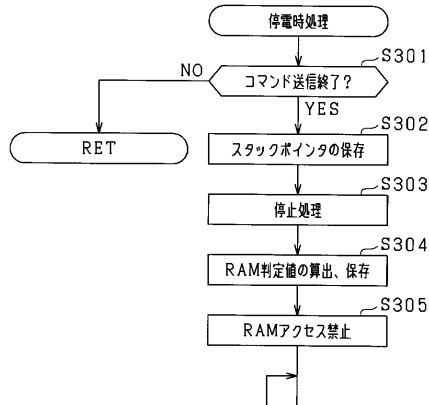 停電時処理
S301
NO
コマンド送信終了?
YES
S302
RET
スタックポインタの保存
S303
停止処理
S304
RAM判定値の算出、保存
S305
RAMアクセス禁止